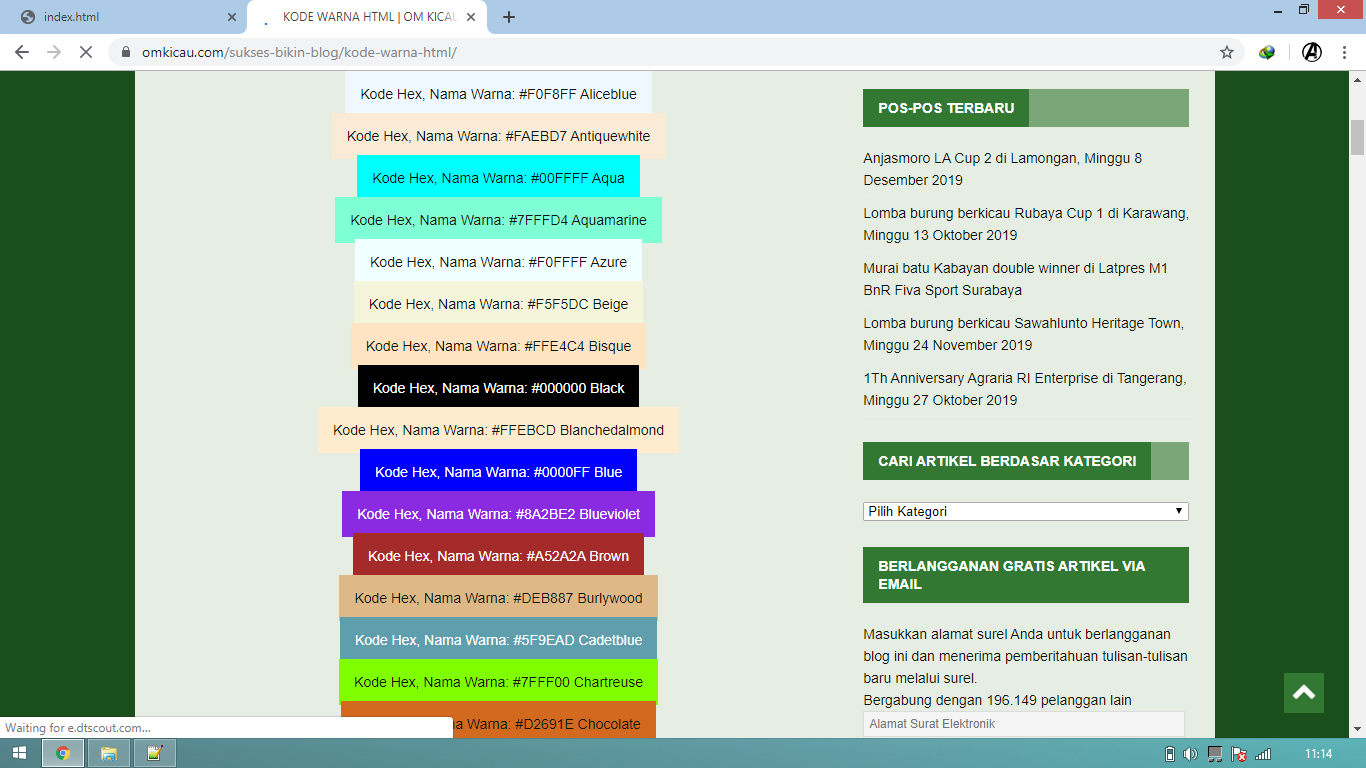 index.html
KODE WARNA HTML | OM KICAU
omkicau.com/sukses-bikin-blog/kode-warna-html/
Kode Hex, Nama Warna: #F0F8FF Aliceblue
Kode Hex, Nama Warna: #FAEBD7 Antiquewhite
Kode Hex, Nama Warna: #00FFFF Aqua
Kode Hex, Nama Warna: #7FFFD4 Aquamarine
Kode Hex, Nama Warna: #F0FFFF Azure
Kode Hex, Nama Warna: #F5F5DC Beige
Kode Hex, Nama Warna: #FFE4C4 Bisque
Kode Hex, Nama Warna: #000000 Black
Kode Hex, Nama Warna: #FFEBCD Blanchedalmond
Kode Hex, Nama Warna: #0000FF Blue
Kode Hex, Nama Warna: #8A2BE2 Blueviolet
Kode Hex, Nama Warna: #A52A2A Brown
Kode Hex, Nama Warna: #DEB887 Burlywood
Kode Hex, Nama Warna: #5F9EAD Cadetblue
Kode Hex, Nama Warna: #7FFF00 Chartreuse
Warna: #D2691E Chocolate
POS-POS TERBARU
Anjasmoro LA Cup 2 di Lamongan, Minggu 8
Desember 2019
Lomba burung berkicau Rubaya Cup 1 di Karawang,
Minggu 13 Oktober 2019
Murai batu Kabayan double winner di Latpres M1
BnR Fiva Sport Surabaya
Lomba burung berkicau Sawahlunto Heritage Town,
Minggu 24 November 2019
1Th Anniversary Agraria RI Enterprise di Tangerang,
Minggu 27 Oktober 2019
CARI ARTIKEL BERDASAR KATEGORI
Pilih Kategori
BERLANGGANAN GRATIS ARTIKEL VIA
EMAIL
Masukkan alamat surel Anda untuk berlangganan
blog ini dan menerima pemberitahuan tulisan-tulisan
baru melalui surel.
Bergabung dengan 196.149 pelanggan lain
Alamat Surat Elektronik
Waiting for e.dtscout.com...
11:14